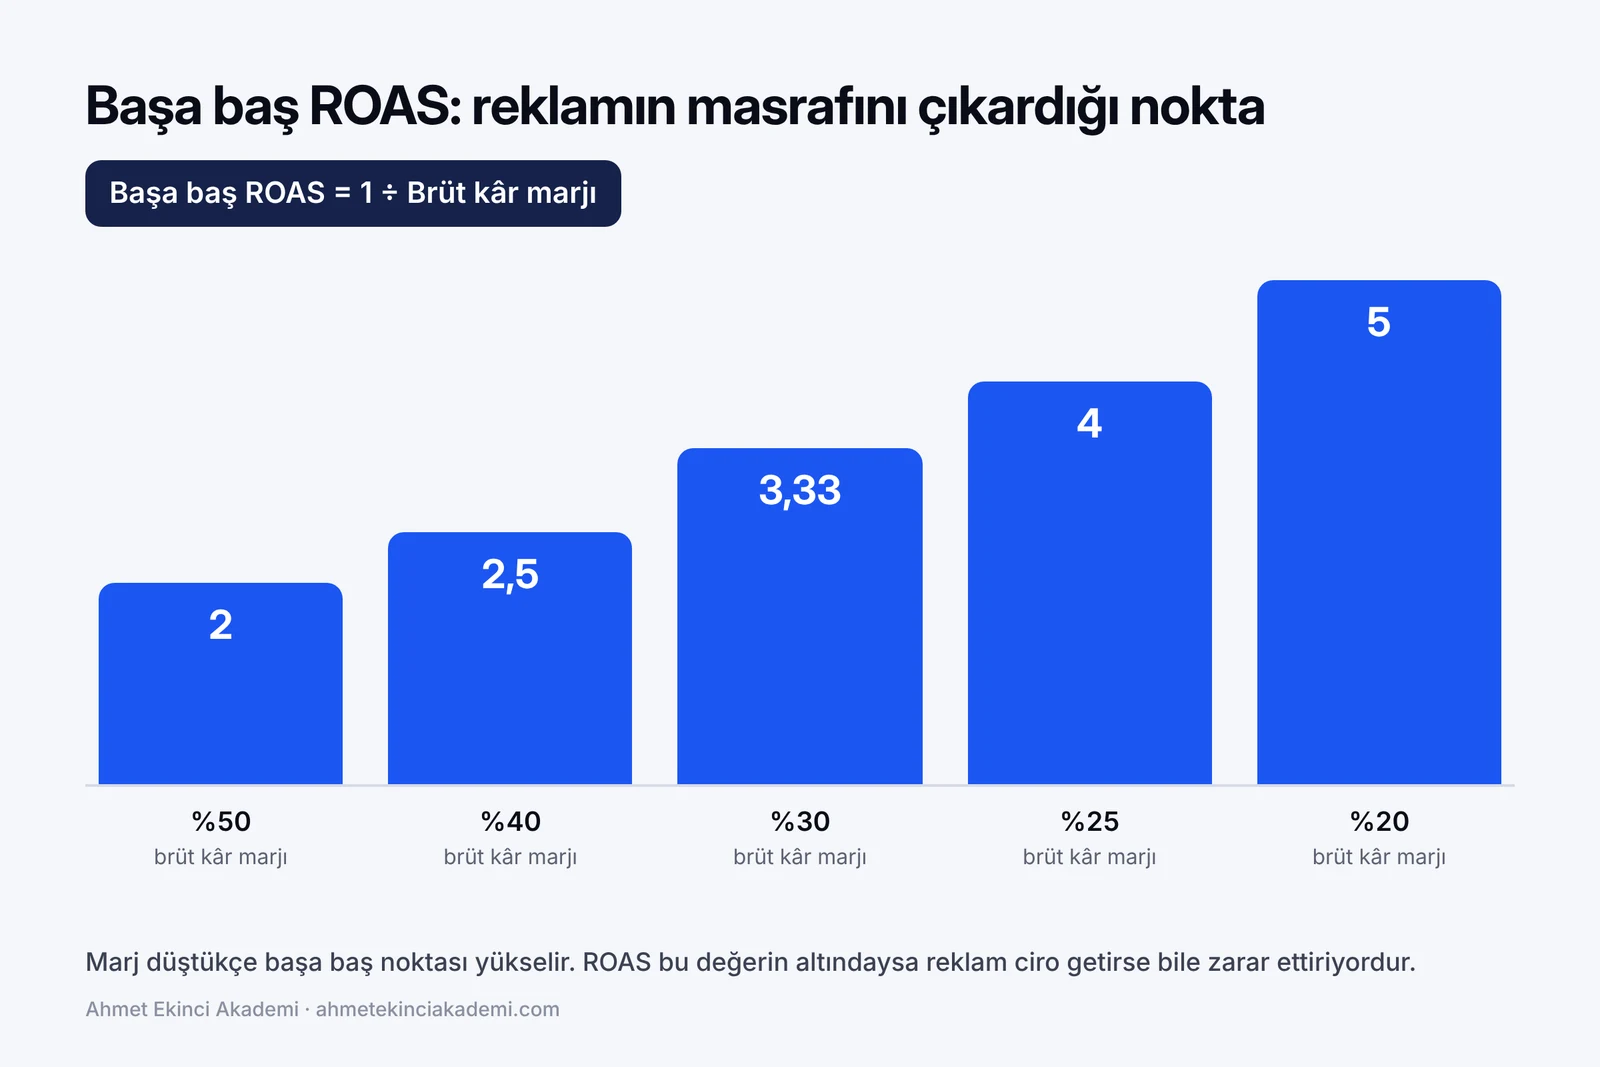 Başa baş ROAS: reklamın masrafını çıkardığı nokta
Başa baş ROAS = 1 ÷ Brüt kâr marjı
2
2,5
3,33
4
5
%50
brüt kâr marjı
%40
brüt kâr marjı
%30
brüt kâr marjı
%25
brüt kâr marjı
%20
brüt kâr marjı
Marj düştükçe başa baş noktası yükselir. ROAS bu değerin altındaysa reklam ciro getirse bile zarar ettiriyordur.
Ahmet Ekinci Akademi · ahmetekinciakademi.com